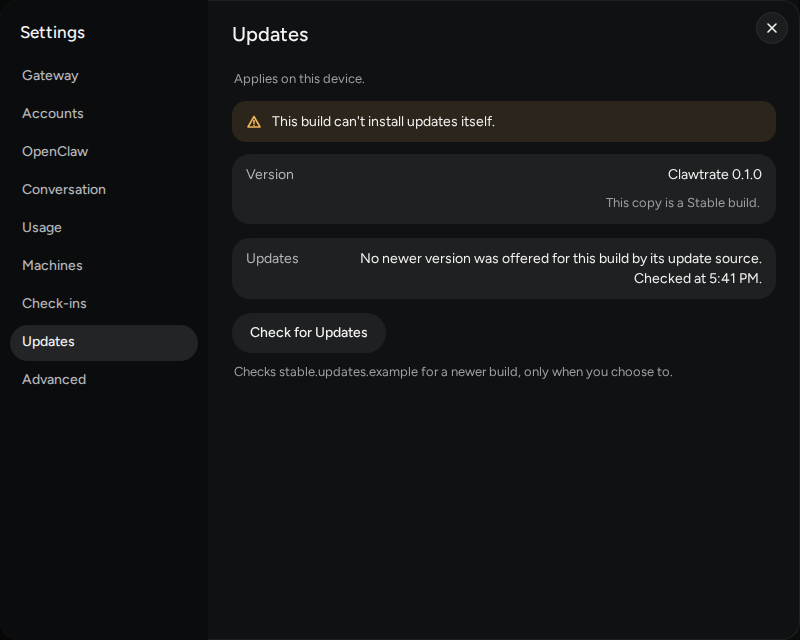 Settings
Gateway
Accounts
OpenClaw
Conversation
Usage
Machines
Check-ins
Updates
Advanced
Updates
Applies on this device.
This build can't install updates itself.
Version
Clawtrate 0.1.0
This copy is a Stable build.
Updates
No newer version was offered for this build by its update source.
Checked at 5:41 PM.
Check for Updates
Checks stable.updates.example for a newer build, only when you choose to.